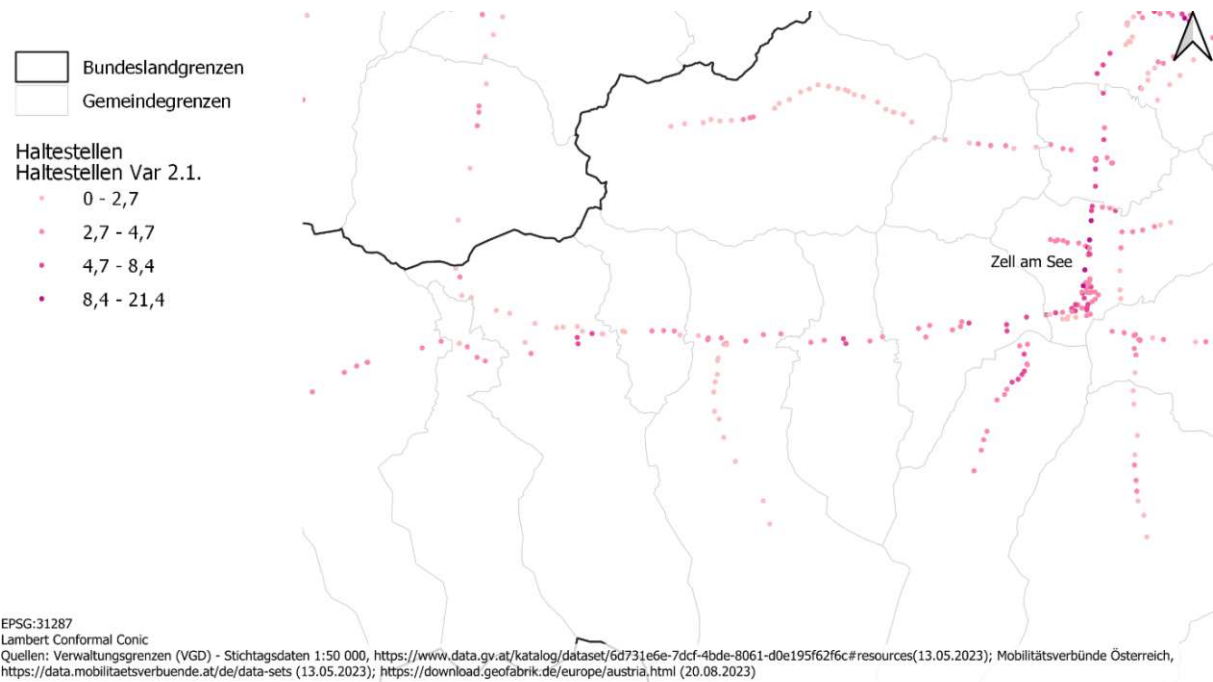 Bundeslandgrenzen
Gemeindegrenzen
Haltestellen
Haltestellen Var 2.1.
0 - 2,7
2,7 - 4,7
4,7 - 8,4
8,4 - 21,4
Zell am See
EPSG:31287
Lambert Conformal Conic
Quellen: Verwaltungsgrenzen (VGD) - Stichtagsdaten 1:50 000, https://www.data.gv.at/katalog/dataset/6d731e6e-7dcf-4bde-8061-d0e195f62f6c#resources(13.05.2023); Mobilitätsverbünde Österreich,
https://data.mobilitaetsverbuende.at/de/data-sets (13.05.2023); https://download.geofabrik.de/europe/austria.html (20.08.2023)